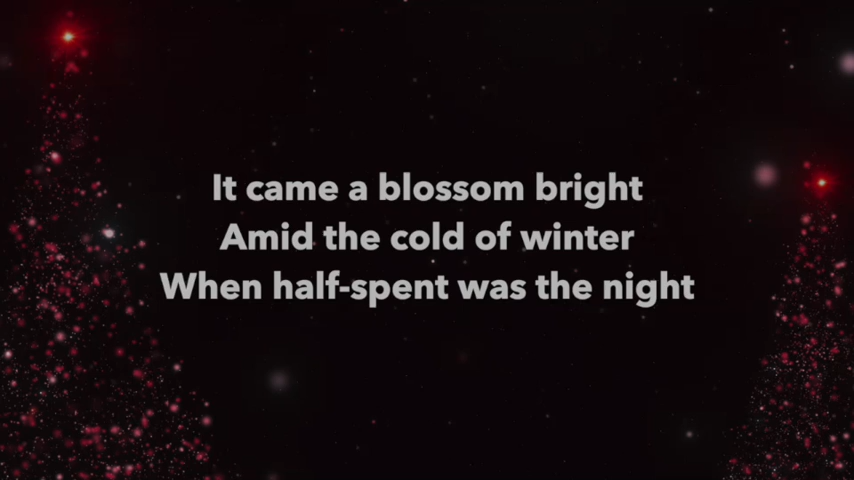 It came a blossom bright
Amid the cold of winter
When half-spent was the night